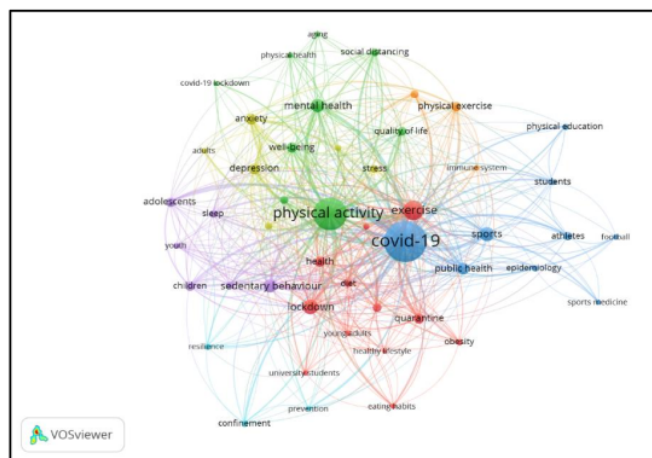 aging
physical health
social distancing
covid-19 lockdown
mental health
physical exercise
anxiety
quality of life
physical education
adults
well-being
depression
stress
immune system
students
adolescents
sleep
physical activity
exercise
youth
covid-19
sports
athletes
football
health
public health
epidemiology
children
sedentary behaviour
diet
sports medicine
lockdown
quarantine
young adults
resilience
healthy lifestyle
obesity
university students
prevention
eating habits
confinement
VOSviewer